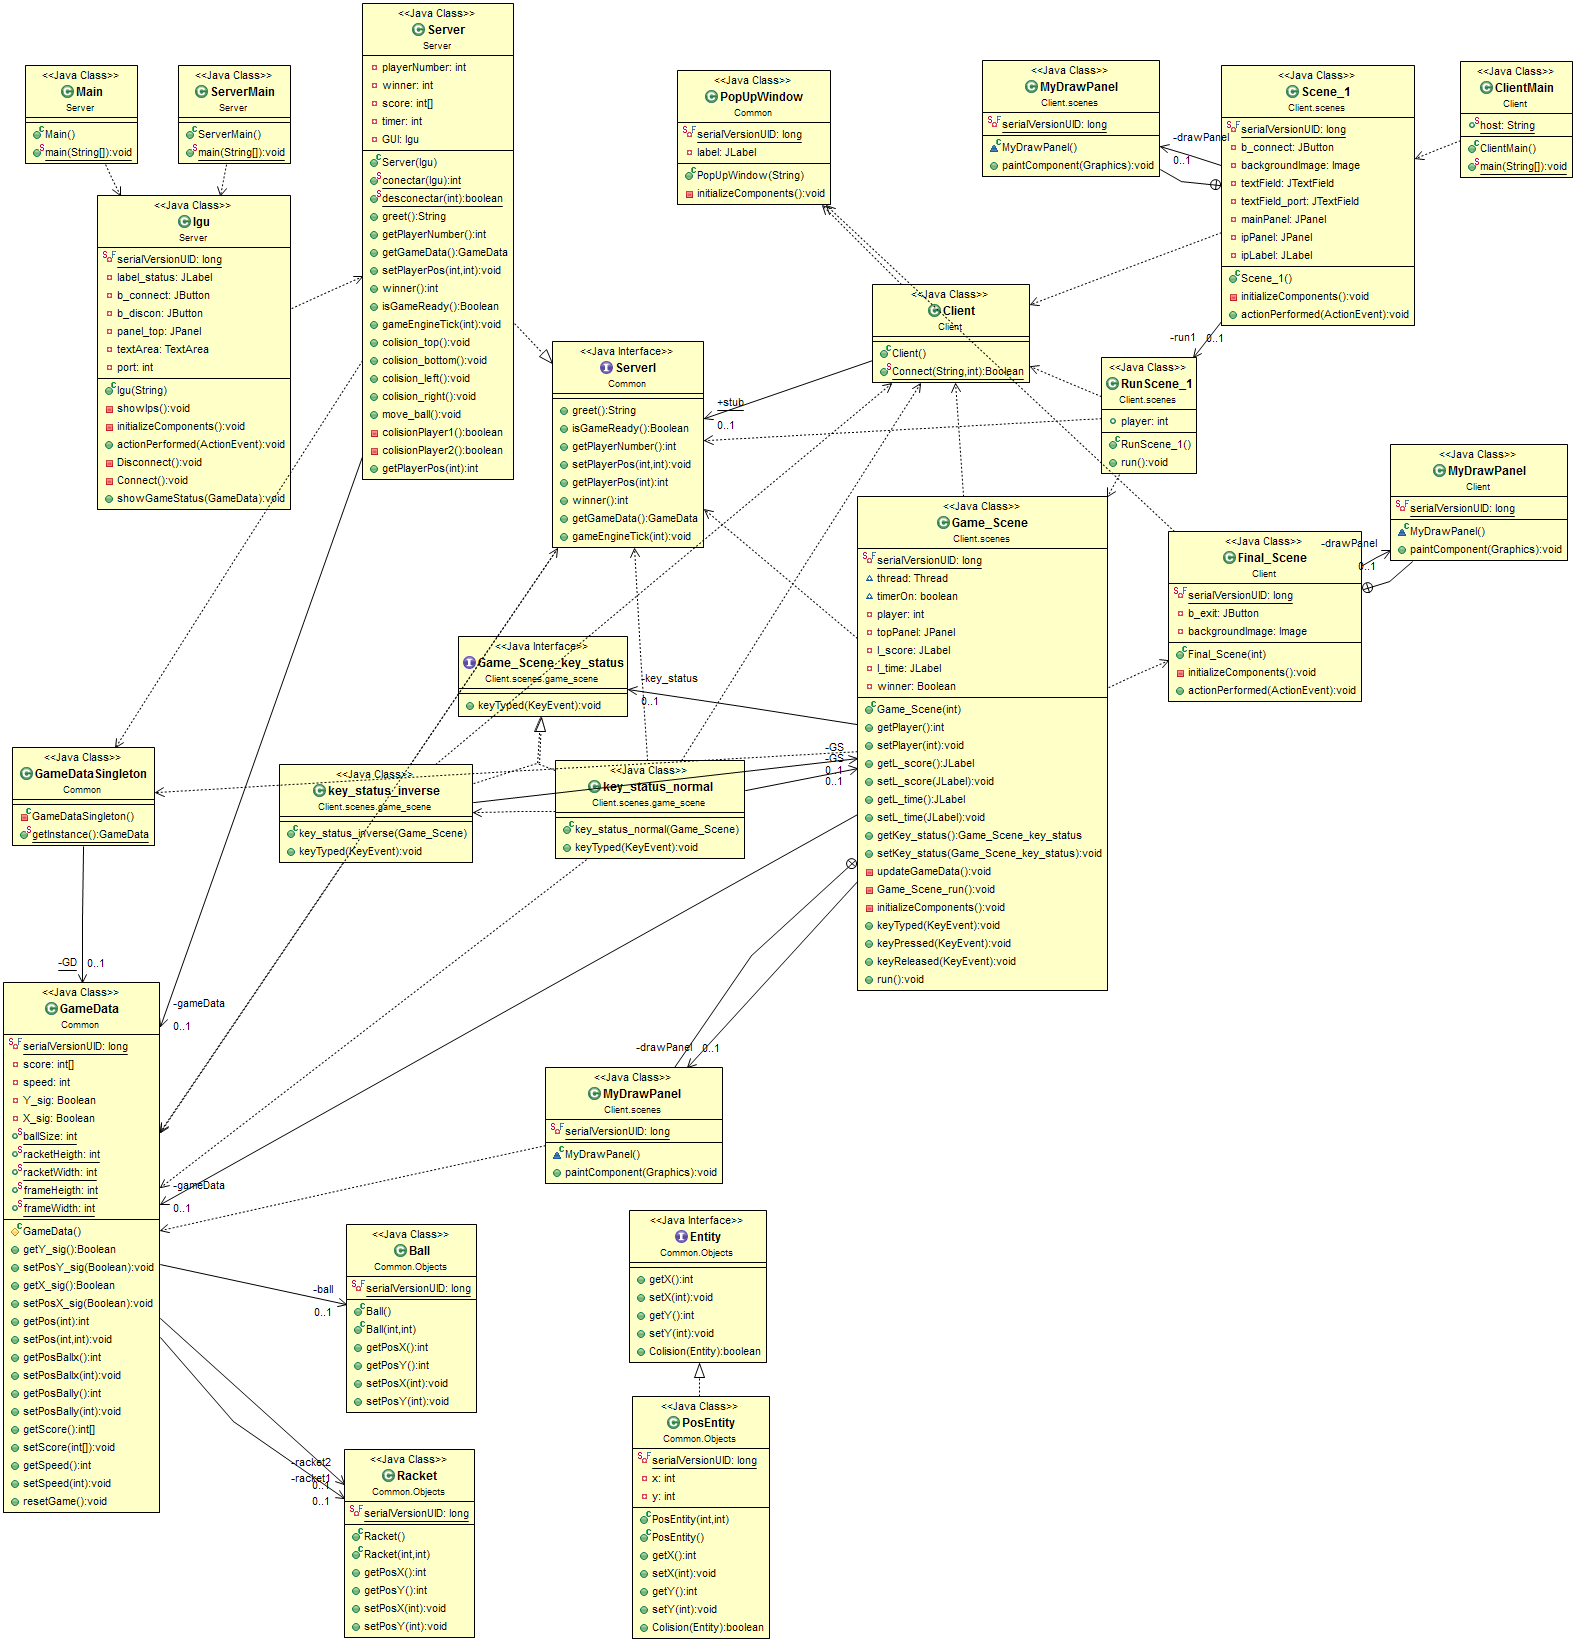 <<Java Class>>
Server
Server
playerNumber: int
winner: int
score: int[]
timer: int
GUI: Igu
Server(Igu)
conectar(Igu):int
desconectar(int):boolean
greet():String
getPlayerNumber():int
getGameData():GameData
setPlayerPos(int,int):void
winner():int
isGameReady():Boolean
gameEngineTick(int):void
colision_top():void
colision_bottom():void
colision_left():void
colision_right():void
move_ball():void
colisionPlayer1():boolean
colisionPlayer2():boolean
getPlayerPos(int):int
<<Java Class>>
Main
Server
Main()
main(String[]):void
<<Java Class>>
ServerMain
Server
ServerMain()
main(String[]):void
<<Java Class>>
PopUpWindow
Common
serialVersionUID: long
label: JLabel
PopUpWindow(String)
initializeComponents():void
<<Java Class>>
MyDrawPanel
Client.scenes
serialVersionUID: long
MyDrawPanel()
paintComponent(Graphics):void
-drawPanel
0..1
<<Java Class>>
Scene_1
Client.scenes
serialVersionUID: long
b_connect: JButton
backgroundImage: Image
textField: JTextField
textField_port: JTextField
mainPanel: JPanel
ipPanel: JPanel
ipLabel: JLabel
Scene_1()
initializeComponents():void
actionPerformed(ActionEvent):void
<<Java Class>>
ClientMain
Client
host: String
ClientMain()
main(String[]):void
<<Java Class>>
Igu
Server
serialVersionUID: long
label_status: JLabel
b_connect: JButton
b_discon: JButton
panel_top: JPanel
textArea: TextArea
port: int
Igu(String)
showIps():void
initializeComponents():void
actionPerformed(ActionEvent):void
Disconnect():void
Connect():void
showGameStatus(GameData):void
<<Java Class>>
Client
Client
Client()
Connect(String,int):Boolean
+stub
0..1
-run1
0..1
<<Java Interface>>
ServerI
Common
greet():String
isGameReady():Boolean
getPlayerNumber():int
setPlayerPos(int,int):void
getPlayerPos(int):int
winner():int
getGameData():GameData
gameEngineTick(int):void
<<Java Class>>
RunScene_1
Client.scenes
player: int
RunScene_1()
run():void
<<Java Class>>
MyDrawPanel
Client
serialVersionUID: long
MyDrawPanel()
paintComponent(Graphics):void
-drawPanel
0..1
<<Java Class>>
Game_Scene
Client.scenes
serialVersionUID: long
thread: Thread
timerOn: boolean
player: int
topPanel: JPanel
l_score: JLabel
l_time: JLabel
winner: Boolean
Game_Scene(int)
getPlayer():int
setPlayer(int):void
getL_score():JLabel
setL_score(JLabel):void
getL_time():JLabel
setL_time(JLabel):void
getKey_status():Game_Scene_key_status
setKey_status(Game_Scene_key_status):void
updateGameData():void
Game_Scene_run():void
initializeComponents():void
keyTyped(KeyEvent):void
keyPressed(KeyEvent):void
keyReleased(KeyEvent):void
run():void
<<Java Class>>
Final_Scene
Client
serialVersionUID: long
b_exit: JButton
backgroundImage: Image
Final_Scene(int)
initializeComponents():void
actionPerformed(ActionEvent):void
<<Java Interface>>
Game_Scene_key_status
Client.scenes.game_scene
keyTyped(KeyEvent):void
-key_status
0..1
<<Java Class>>
GameDataSingleton
Common
GameDataSingleton()
getInstance():GameData
<<Java Class>>
key_status_inverse
Client.scenes.game_scene
key_status_inverse(Game_Scene)
keyTyped(KeyEvent):void
<<Java Class>>
key_status_normal
Client.scenes.game_scene
key_status_normal(Game_Scene)
keyTyped(KeyEvent):void
-GS
-GS
0..1
0..1
-GD
0..1
<<Java Class>>
GameData
Common
serialVersionUID: long
score: int[]
speed: int
Y_sig: Boolean
X_sig: Boolean
ballSize: int
racketHeigth: int
racketWidth: int
frameHeigth: int
frameWidth: int
GameData()
getY_sig():Boolean
setPosY_sig(Boolean):void
getX_sig():Boolean
setPosX_sig(Boolean):void
getPos(int):int
setPos(int,int):void
getPosBallx():int
setPosBallx(int):void
getPosBally():int
setPosBally(int):void
getScore():int[]
setScore(int[]):void
getSpeed():int
setSpeed(int):void
resetGame():void
-gameData
0..1
-gameData
0..1
-drawPanel
0..1
<<Java Class>>
MyDrawPanel
Client.scenes
serialVersionUID: long
MyDrawPanel()
paintComponent(Graphics):void
<<Java Class>>
Ball
Common.Objects
serialVersionUID: long
Ball()
Ball(int,int)
getPosX():int
getPosY():int
setPosX(int):void
setPosY(int):void
-ball
0..1
<<Java Interface>>
Entity
Common.Objects
getX():int
setX(int):void
getY():int
setY(int):void
Colision(Entity):boolean
<<Java Class>>
PosEntity
Common.Objects
serialVersionUID: long
x: int
y: int
PosEntity(int,int)
PosEntity()
getX():int
setX(int):void
getY():int
setY(int):void
Colision(Entity):boolean
-racket2
0..1
-racket1
0..1
<<Java Class>>
Racket
Common.Objects
serialVersionUID: long
Racket()
Racket(int,int)
getPosX():int
getPosY():int
setPosX(int):void
setPosY(int):void